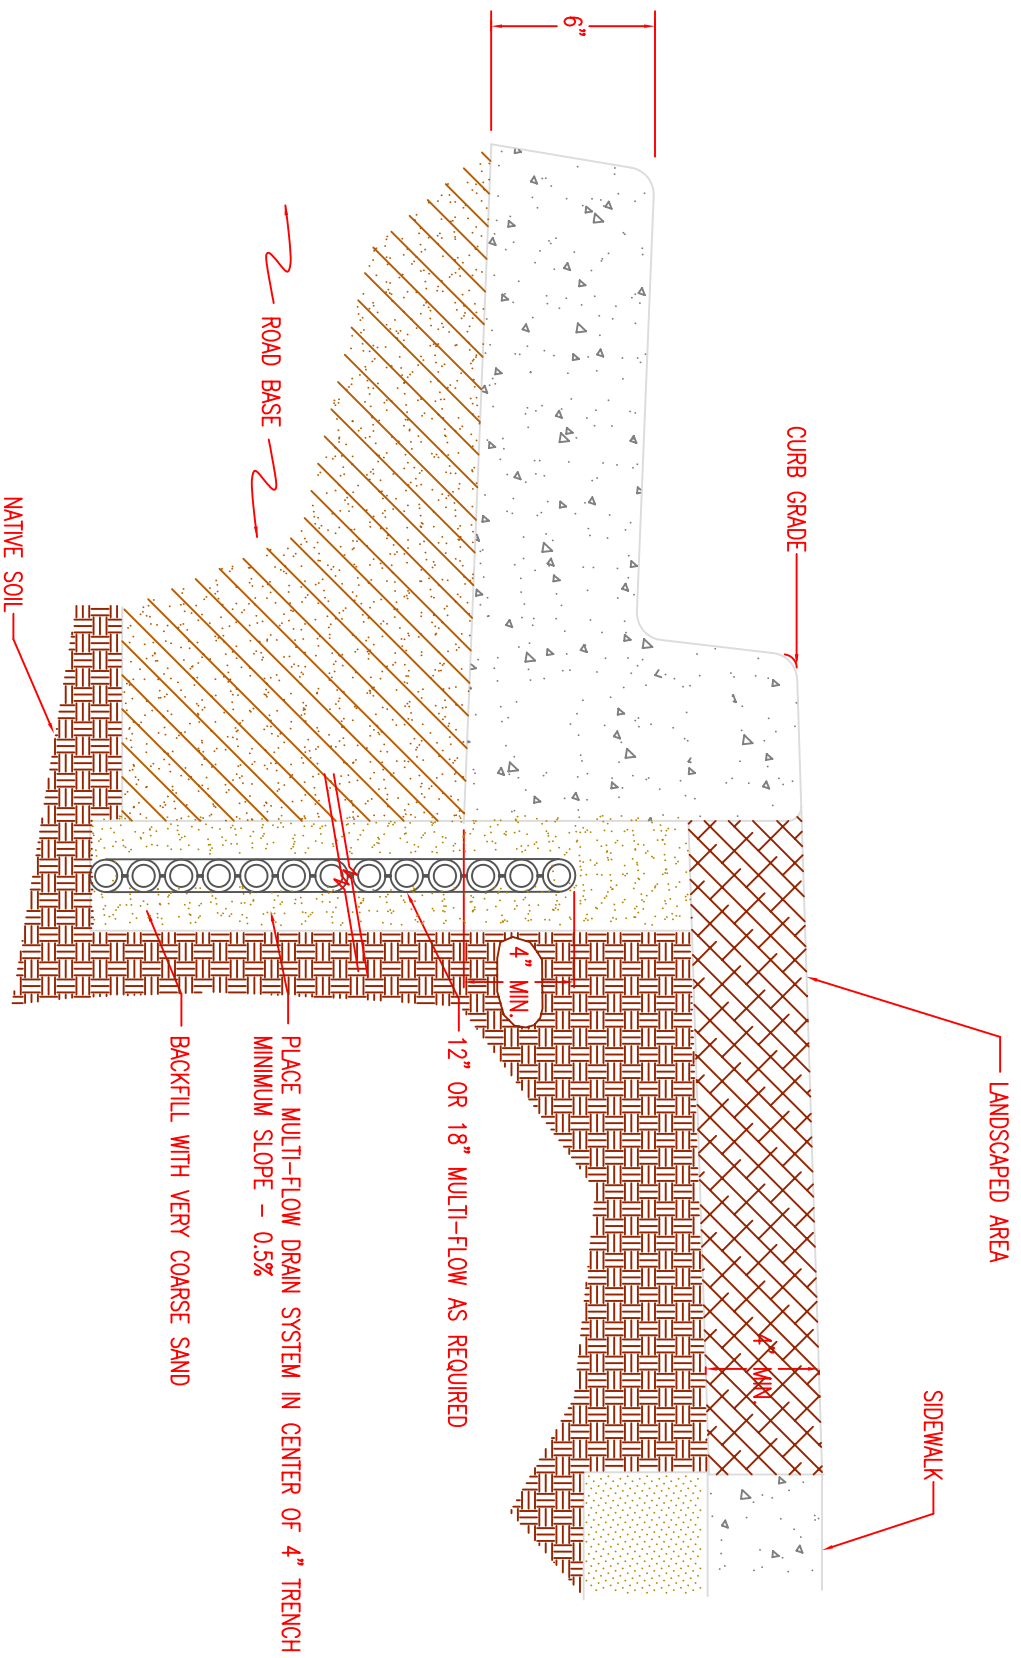 SIDEWALK
LANDSCAPED AREA
CURB GRADE
4" MIN.
6"
4" MIN.
12" OR 18" MULTI-FLOW AS REQUIRED
ROAD BASE
PLACE MULTI-FLOW DRAIN SYSTEM IN CENTER OF 4" TRENCH
MINIMUM SLOPE - 0.5%
BACKFILL WITH VERY COARSE SAND
NATIVE SOIL